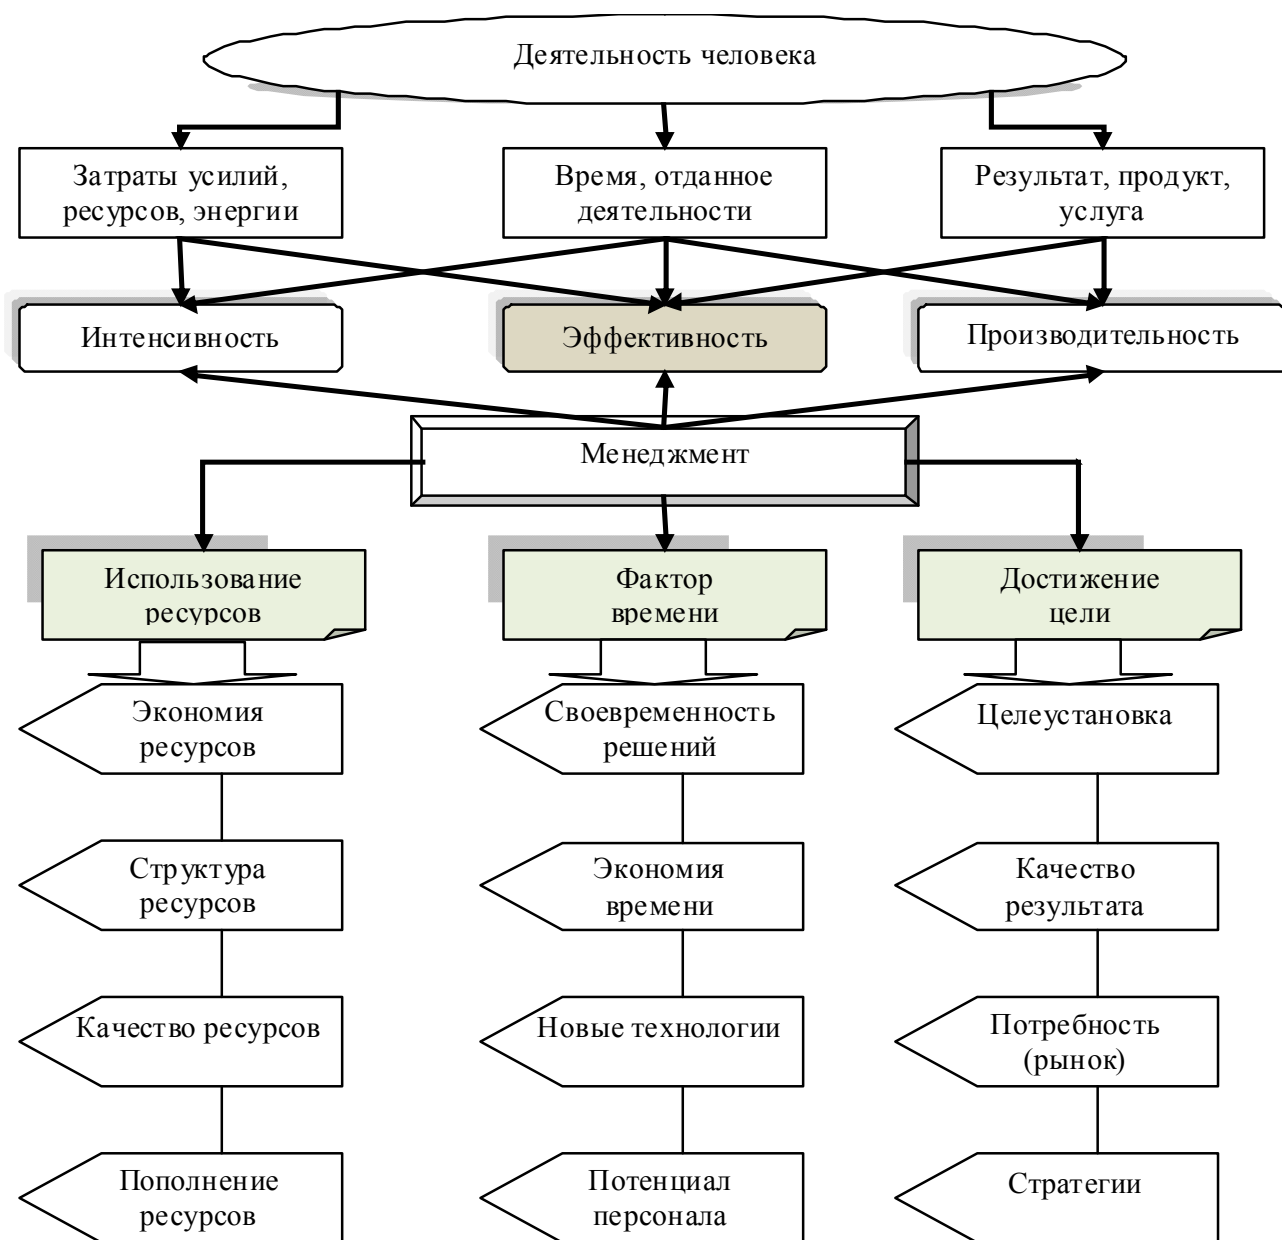 Деятельность человека
Затраты усилий,
ресурсов, энергии
Время, отданное
деятельности
Результат, продукт,
услуга
Интенсивность
Эффективность
Производительность
Менеджмент
Использование
ресурсов
Фактор
времени
Достижение
цели
Экономия
ресурсов
Своевременность
решений
Целеустановка
Структура
ресурсов
Экономия
времени
Качество
результата
Качество ресурсов
Новые технологии
Потребность
(рынок)
Пополнение
ресурсов
Потенциал
персонала
Стратегии